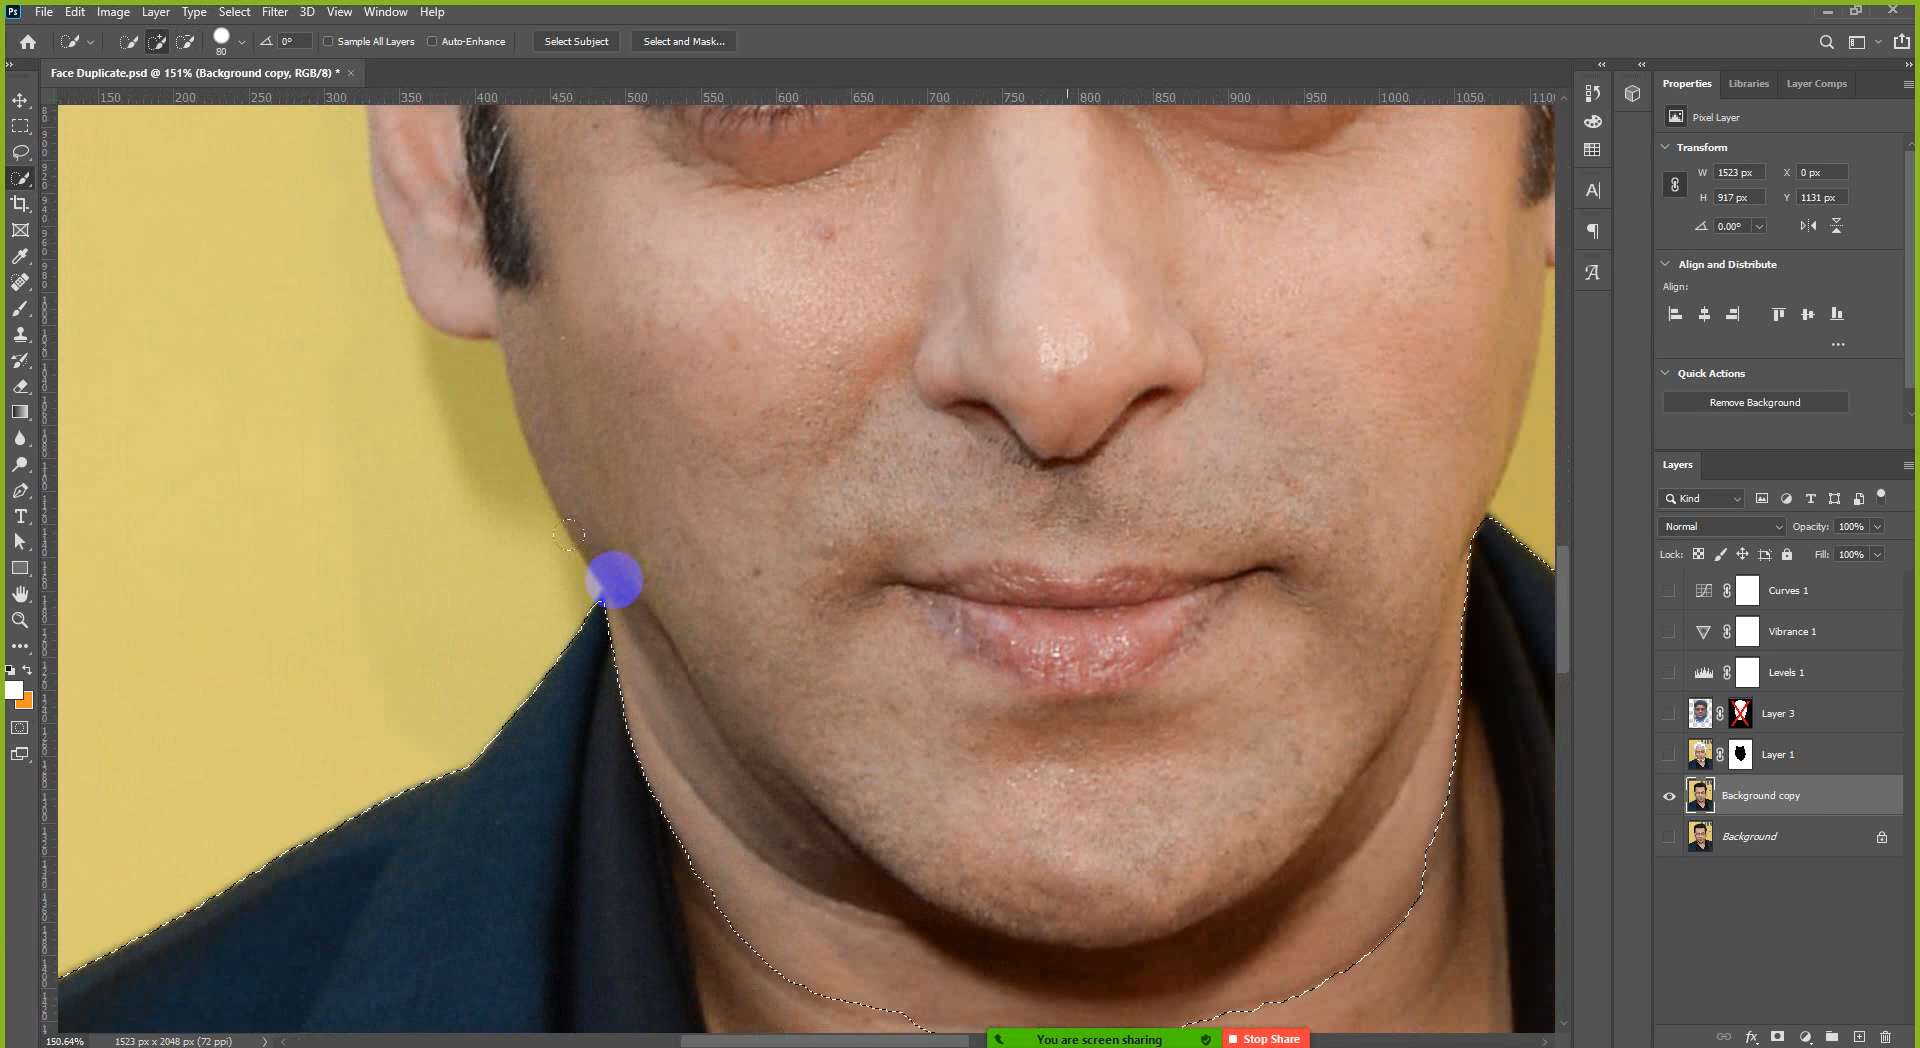 Ps File Edit Image Layer Type Select Filter 3D View Window Help
80 0° Sample All Layers Auto-Enhance Select Subject Select and Mask...
Face Duplicate.psd @ 151% (Background copy, RGB/8) * ×
150 200 250 300 350 400 450 500 550 600 650 700 750 800 850 900 950 1000 1050 110
Properties Libraries Layer Comps
Pixel Layer
Transform
W 1523 px X 0 px
H 917 px Y 1131 px
0.00°
Align and Distribute
Align:
Quick Actions
Remove Background
Layers
Kind
Normal Opacity: 100%
Lock: Fill: 100%
Curves 1
Vibrance 1
Levels 1
Layer 3
Layer 1
Background copy
Background
150.64% 1523 px x 2048 px (72 ppi)
You are screen sharing Stop Share